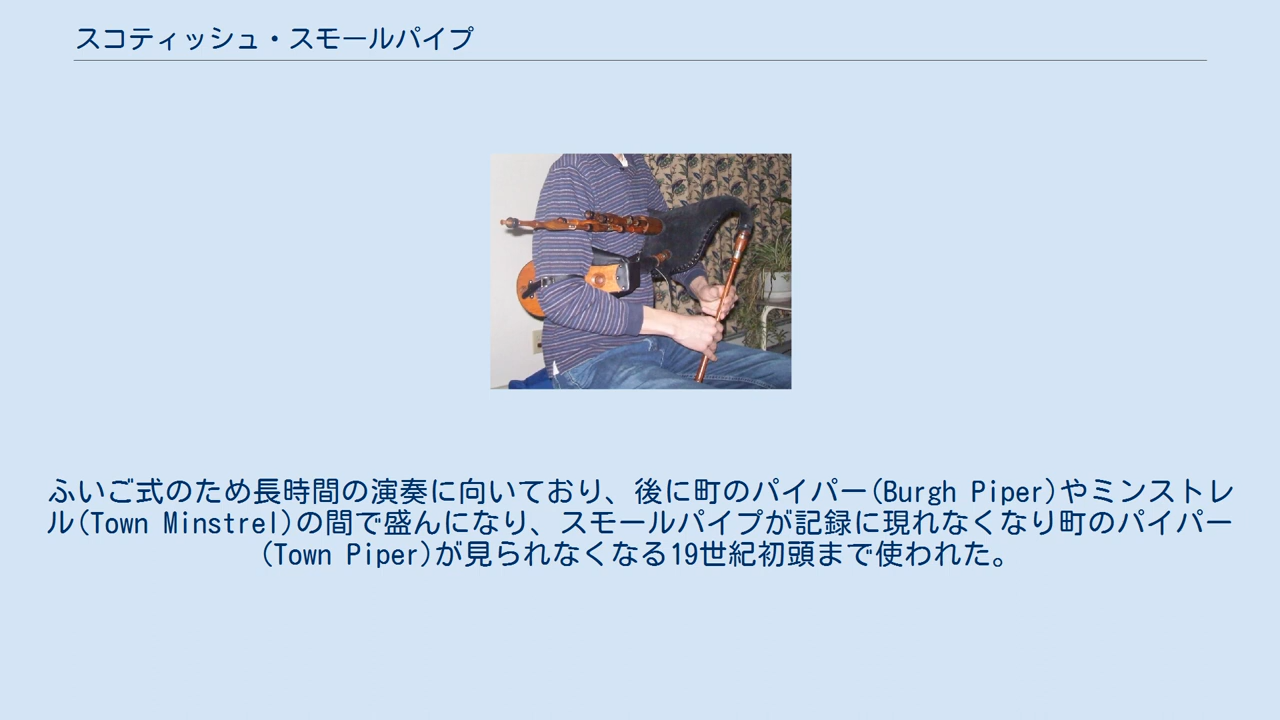 スコティッシュ・スモールパイプ
ふいご式のため長時間の演奏に向いており、後に町のパイパー(Burgh Piper)やミンストレ
ル(Town Minstrel)の間で盛んになり、スモールパイプが記録に現れなくなり町のパイパー
(Town Piper)が見られなくなる19世紀初頭まで使われた。